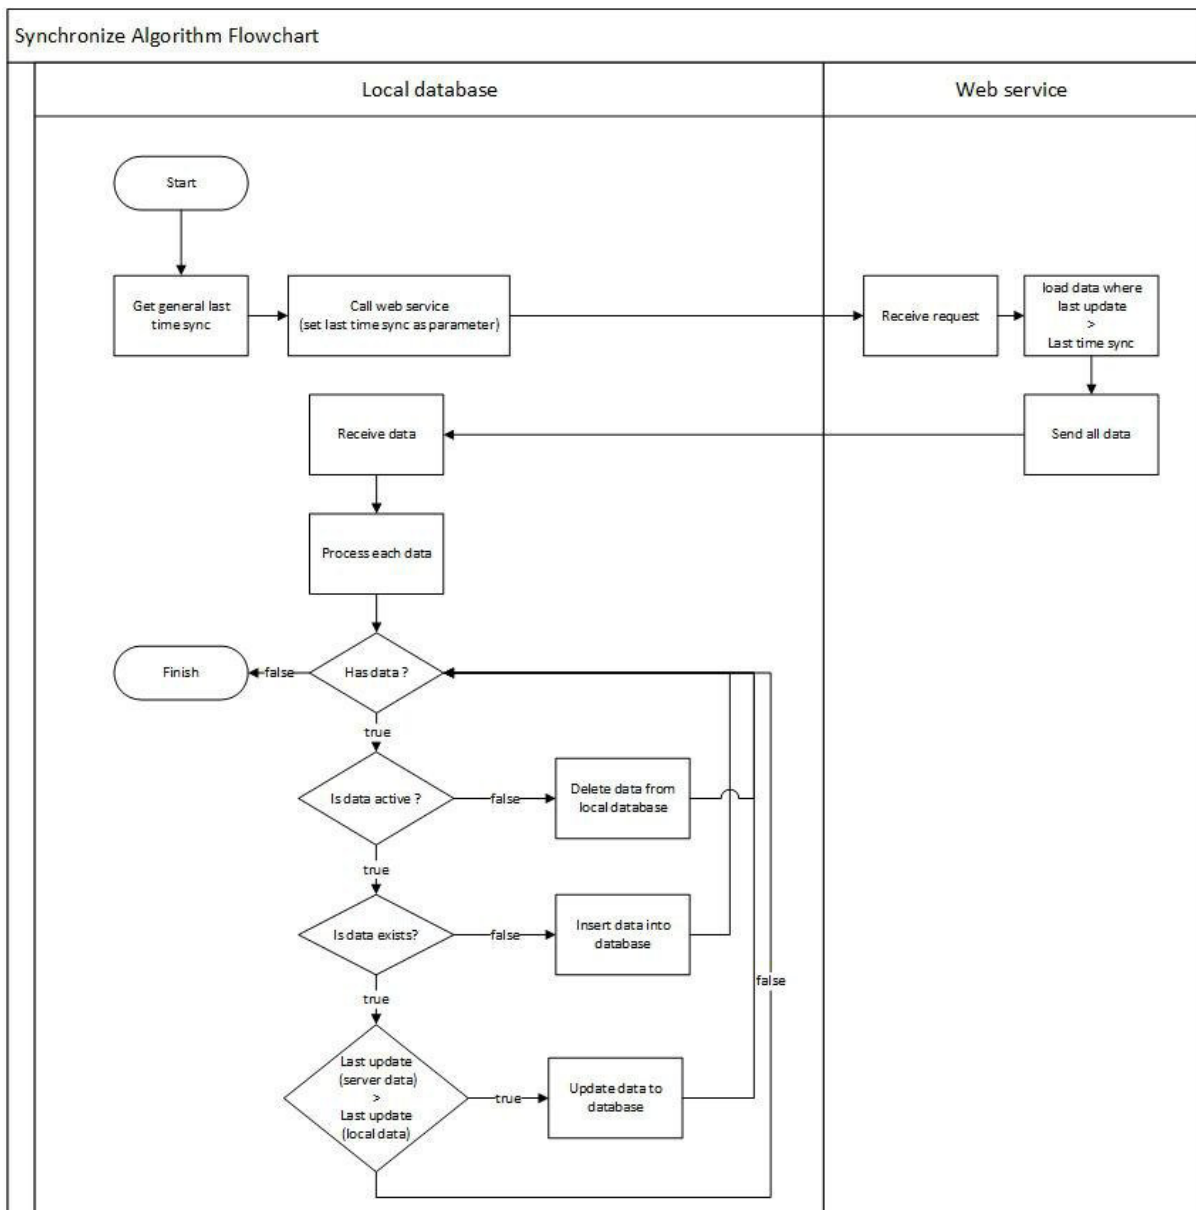 Synchronize Algorithm Flowchart
Local database
Web service
Start
Get general last
time sync
Call web service
(set last time sync as parameter)
Receive request
load data where
last update
>
Last time sync
Receive data
Send all data
Process each data
Finish
false
Has data ?
true
Is data active ?
false
Delete data from
local database
true
Is data exists?
false
Insert data into
database
false
true
Last update
(server data)
>
Last update
(local data)
true
Update data to
database